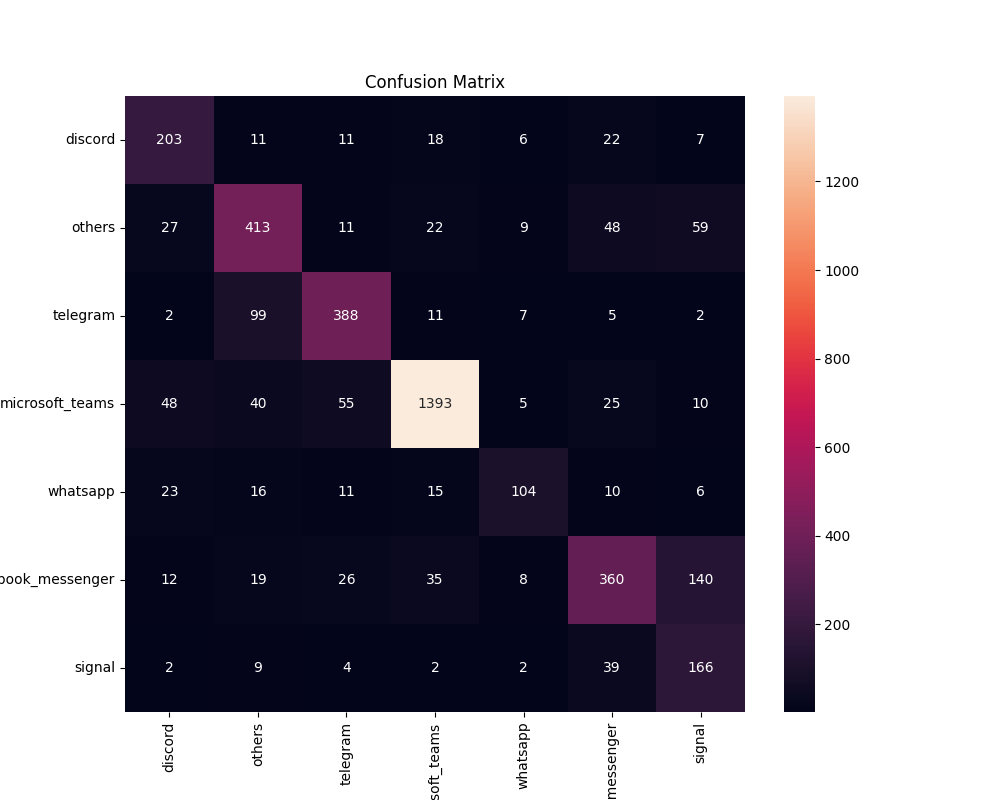 Confusion Matrix
discord 203 11 11 18 6 22 7
others 27 413 11 22 9 48 59
telegram 2 99 388 11 7 5 2
microsoft_teams 48 40 55 1393 5 25 10
whatsapp 23 16 11 15 104 10 6
book_messenger 12 19 26 35 8 360 140
signal 2 9 4 2 2 39 166
discord
others
telegram
soft_teams
whatsapp
messenger
signal
1200
1000
800
600
400
200